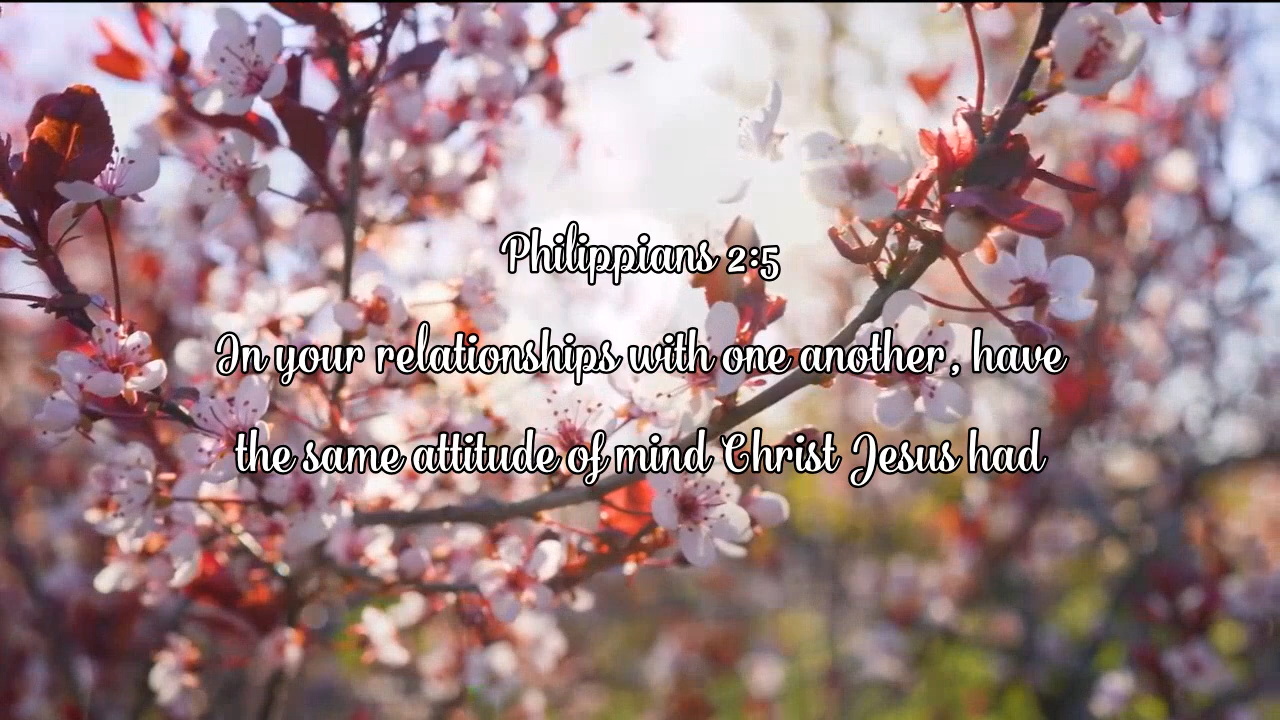 Philippians 2:5
In your relationships with one another, have
the same attitude of mind Christ Jesus had